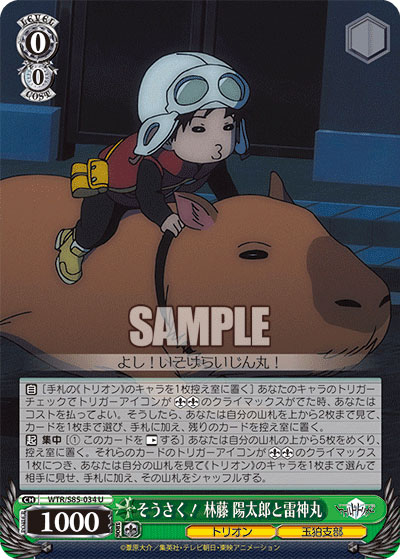 LEVEL
0
0
COST
SAMPLE
よし!いそげらいじん丸!
自 [手札の《トリオン》のキャラを1枚控え室に置く] あなたのキャラのトリガー
チェックでトリガーアイコンが のクライマックスがでた時、あなたは
コストを払ってよい。そうしたら、あなたは自分の山札を上から2枚まで見て、
カードを1枚まで選び、手札に加え、残りのカードを控え室に置く。
起 集中 [① このカードを する] あなたは自分の山札の上から5枚をめくり、
控え室に置く。それらのカードのトリガーアイコンが のクライマックス
1枚につき、あなたは自分の山札を見てキャラを1枚まで選んで相手に見せ、
手札に加え、その山札をシャッフルする。
CH WTR/S85-034 U
そうさく! 林藤 陽太郎と雷神丸
1000
トリオン 玉狛支部
©葦原大介/集英社・テレビ朝日・東映アニメーション